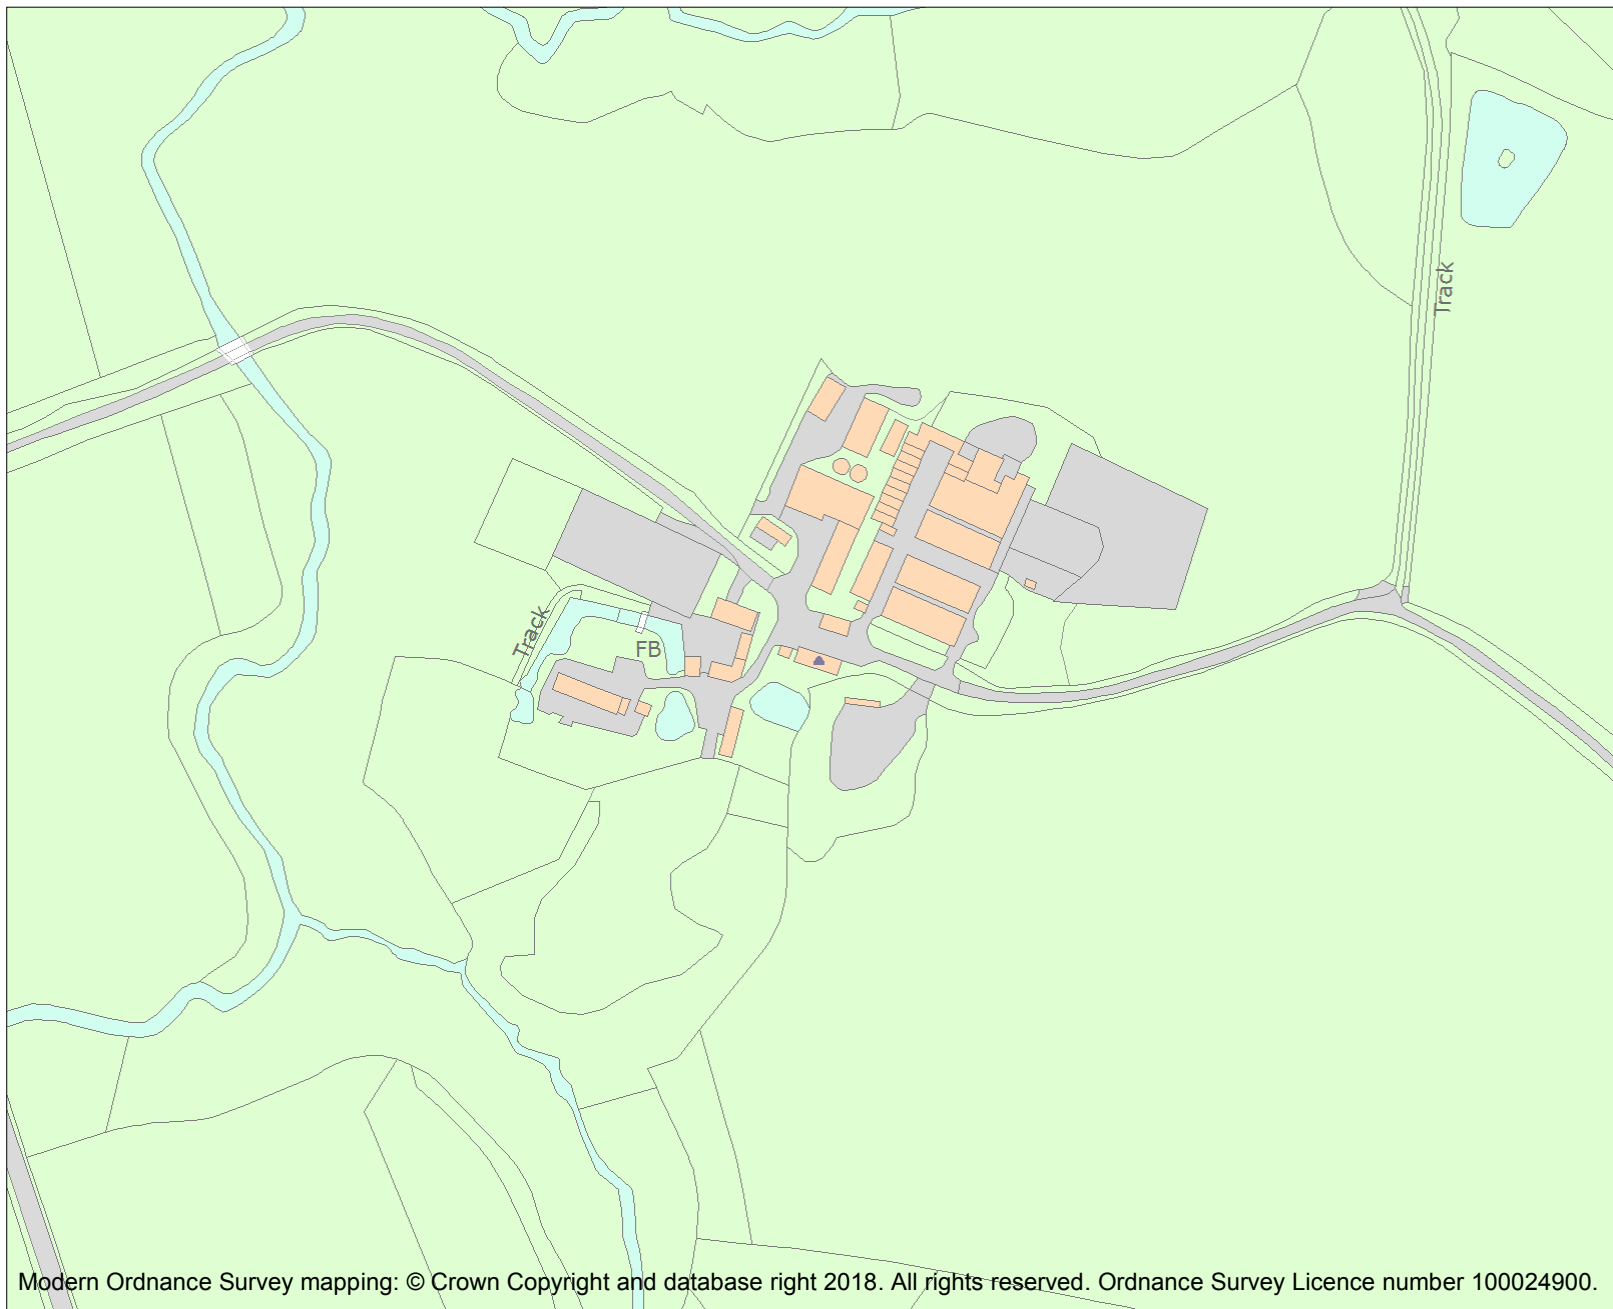 Track
Track
FB
Modern Ordnance Survey mapping: © Crown Copyright and database right 2018. All rights reserved. Ordnance Survey Licence number 100024900.